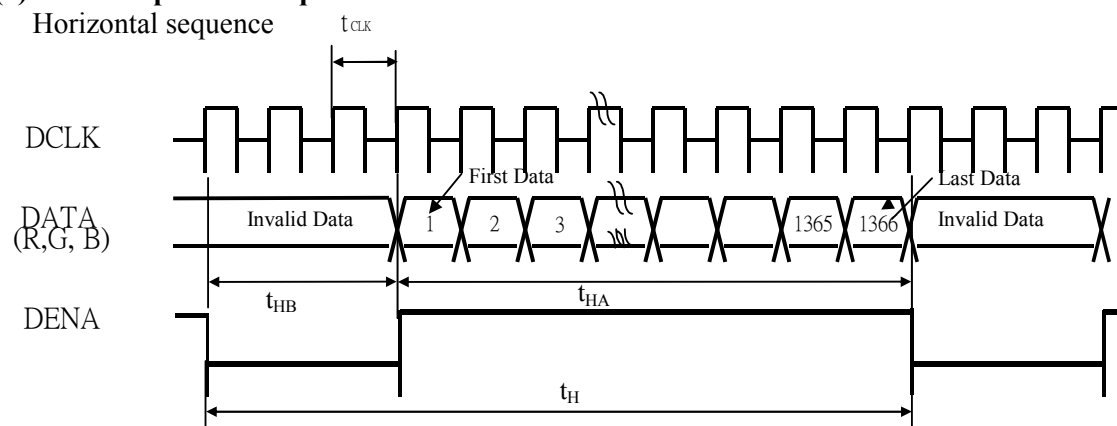 Horizontal sequence
tCLK
DCLK
First Data
Last Data
DATA
(R,G, B)
Invalid Data
1
2
3
1365
1366
Invalid Data
tHB
tHA
DENA
tH